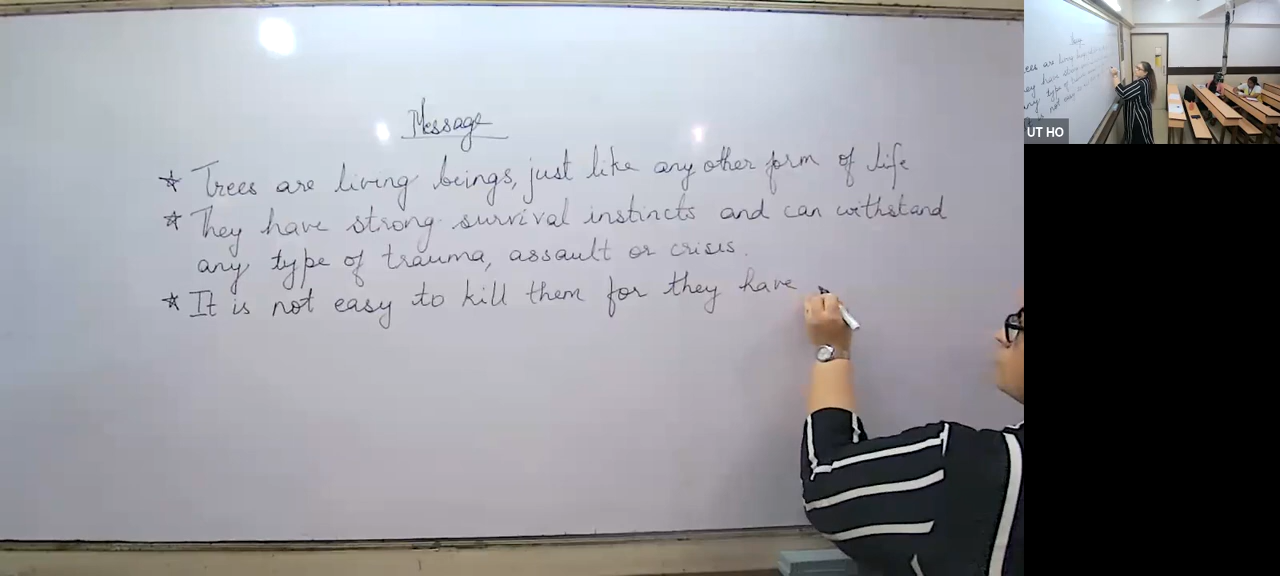 Message
☆ Trees are living beings, just like any other form of life
☆ They have strong survival instincts and can withstand
any type of trauma, assault or crisis.
☆ It is not easy to kill them for they have
UT HO